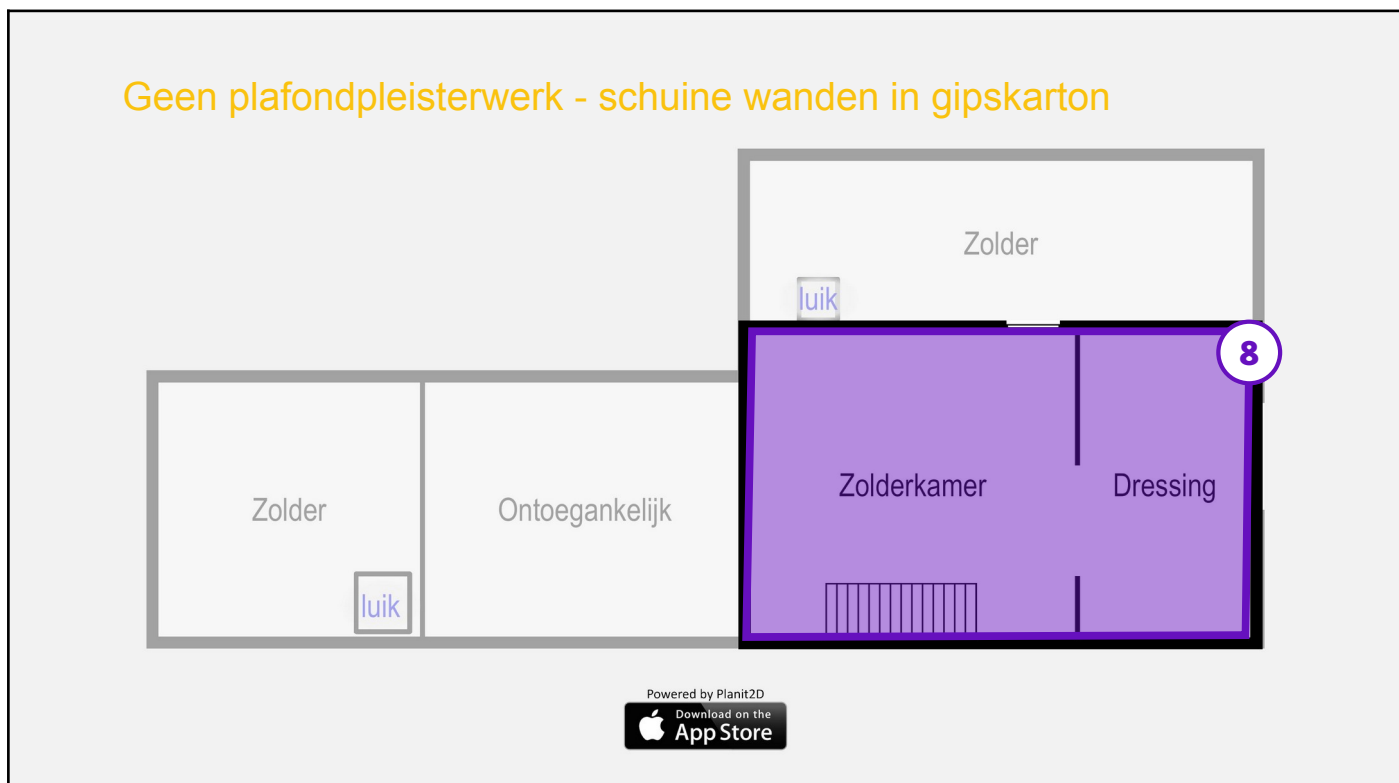 Geen plafondpleisterwerk - schuine wanden in gipskarton
Zolder
luik
8
Zolderkamer
Dressing
Zolder
Ontoegankelijk
luik
Powered by Planit2D
Download on the
App Store